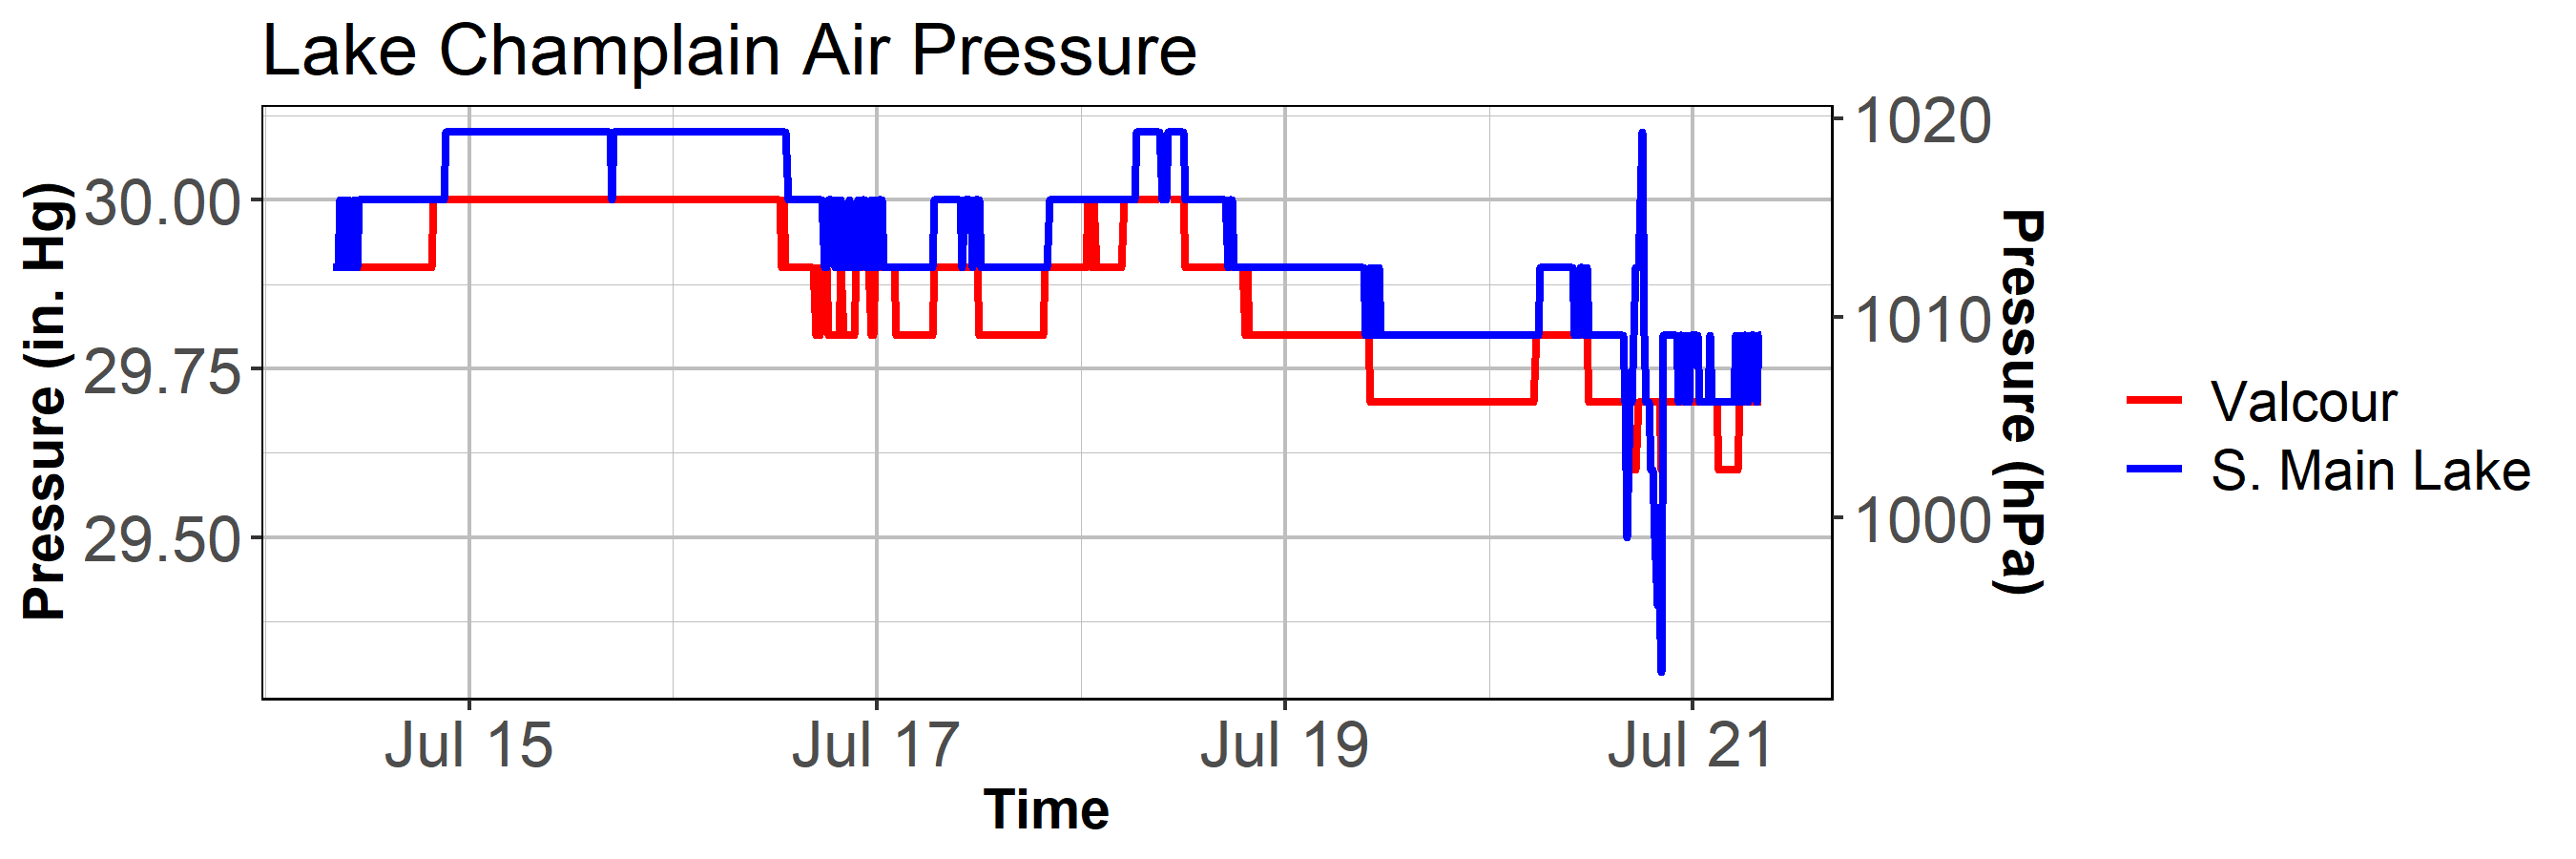 Lake Champlain Air Pressure
Pressure (in. Hg)
30.00
29.75
29.50
1020
1010
1000
Pressure (hPa)
Jul 15
Jul 17
Jul 19
Jul 21
Time
Valcour
S. Main Lake